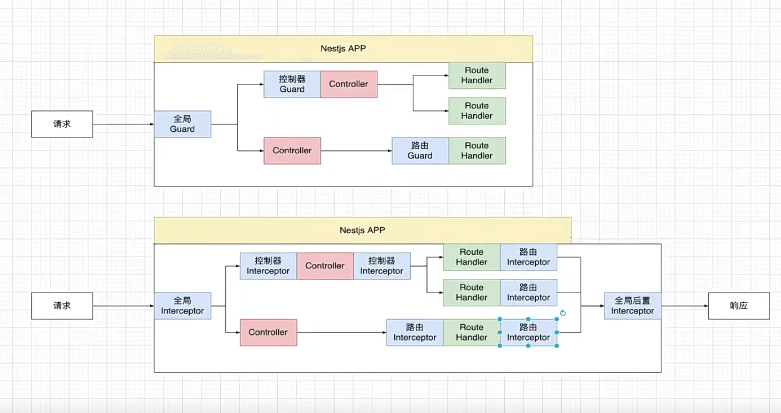 Nestjs APP
控制器
Guard
Controller
Route
Handler
Route
Handler
请求
全局
Guard
Controller
路由
Guard
Route
Handler
Nestjs APP
控制器
Interceptor
Controller
控制器
Interceptor
Route
Handler
路由
Interceptor
Route
Handler
路由
Interceptor
请求
全局
Interceptor
全局后置
Interceptor
响应
Controller
路由
Interceptor
Route
Handler
路由
Interceptor